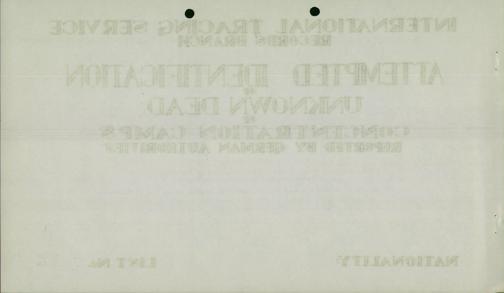 INTERNATIONAL TRACING SERVICE
RECORDS BRANCH
ATTEMPTED IDENTIFICATION
OF
UNKNOWN DEAD
IN
CONCENTRATION CAMPS
REPORTED BY GERMAN AUTHORITIES
NATIONALITY
LIST No.